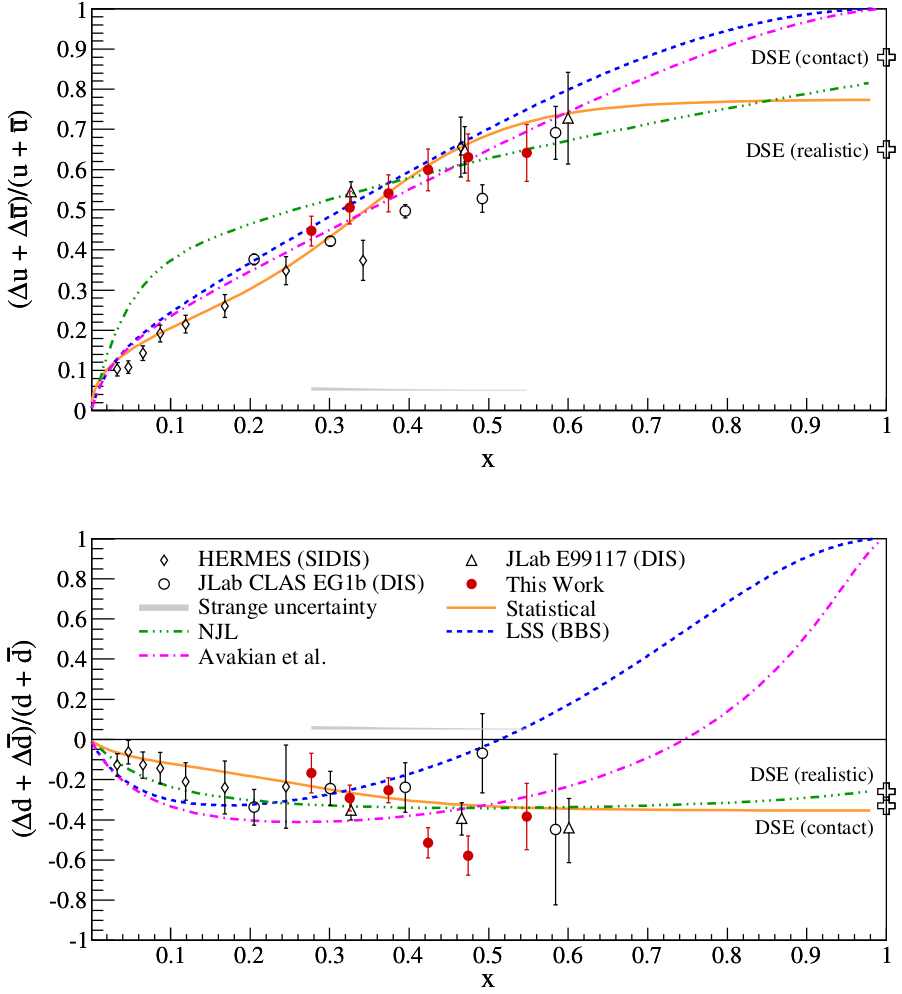 (Δu + Δū)/(u + ū)
1
0.9
0.8
0.7
0.6
0.5
0.4
0.3
0.2
0.1
0
DSE (contact)
DSE (realistic)
0.1 0.2 0.3 0.4 0.5 0.6 0.7 0.8 0.9 1
x
(Δd + Δd̄)/(d + d̄)
1
0.8
0.6
0.4
0.2
0
-0.2
-0.4
-0.6
-0.8
-1
HERMES (SIDIS)
JLab E99117 (DIS)
JLab CLAS EG1b (DIS)
This Work
Strange uncertainty
Statistical
NJL
LSS (BBS)
Avakian et al.
DSE (realistic)
DSE (contact)
0.1 0.2 0.3 0.4 0.5 0.6 0.7 0.8 0.9 1
x